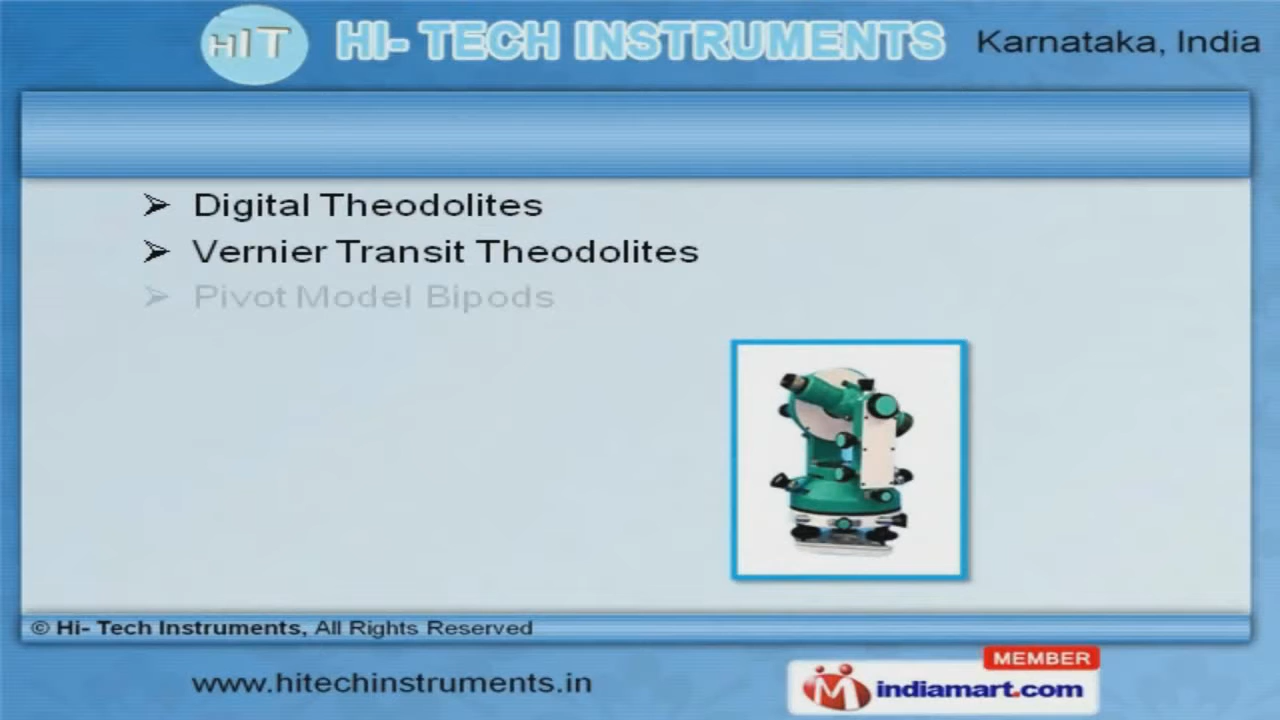 HIT
HI- TECH INSTRUMENTS
Karnataka, India
➢ Digital Theodolites
➢ Vernier Transit Theodolites
➢ Pivot Model Bipods
© Hi- Tech Instruments, All Rights Reserved
www.hitechinstruments.in
MEMBER
indiamart.com